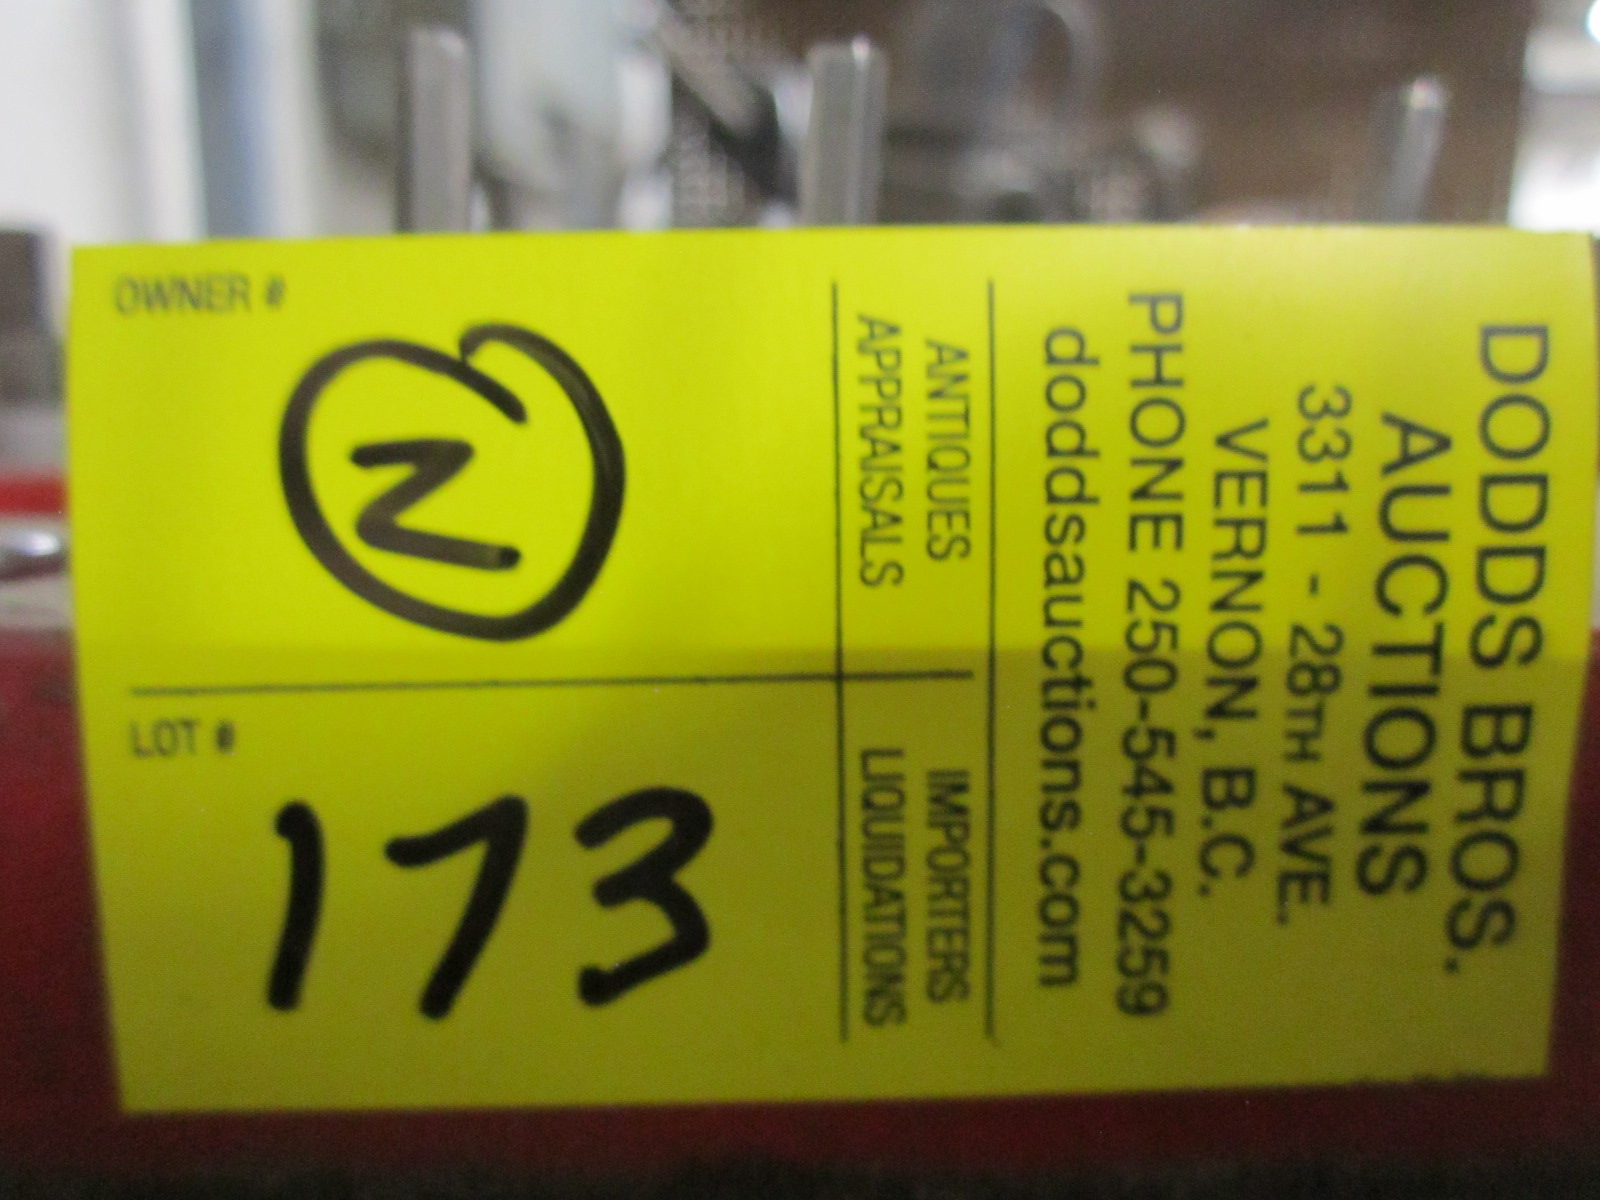 DODDS BROS.
AUCTIONS
3311 - 28TH AVE.
VERNON, B.C.
PHONE 250-545-3259
doddsauctions.com
ANTIQUES
APPRAISALS
IMPORTERS
LIQUIDATIONS
OWNER #
Z
LOT #
173